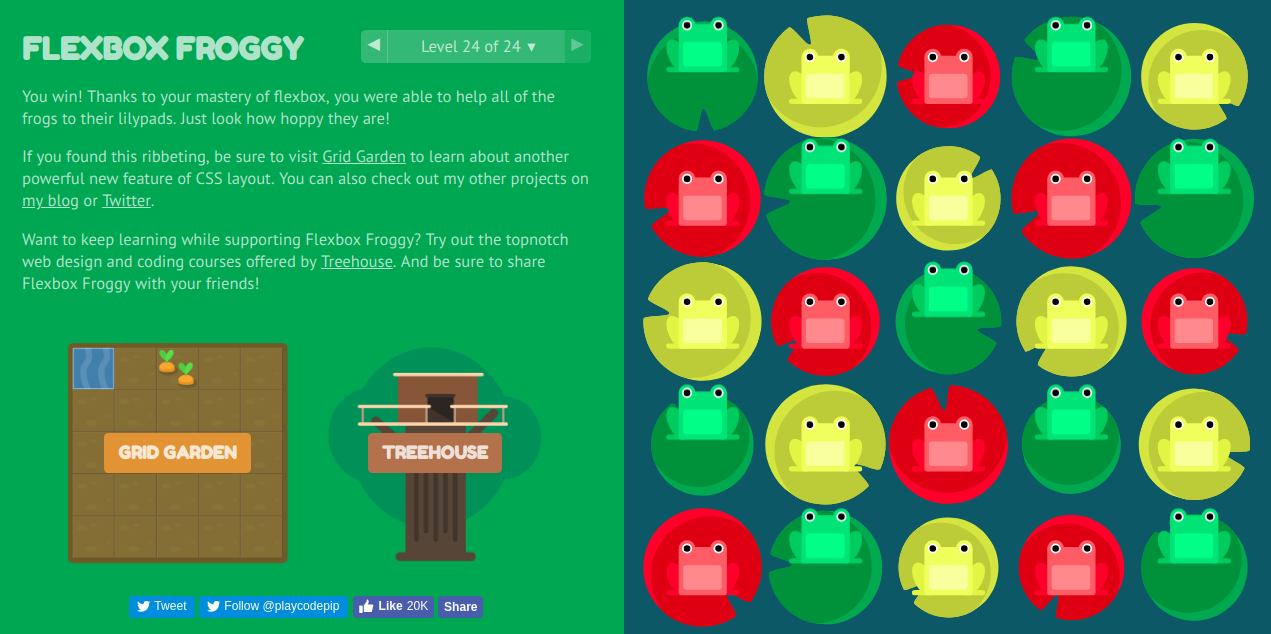 FLEXBOX FROGGY
◀ Level 24 of 24 ▾ ▶
You win! Thanks to your mastery of flexbox, you were able to help all of the
frogs to their lilypads. Just look how hoppy they are!
If you found this ribbeting, be sure to visit Grid Garden to learn about another
powerful new feature of CSS layout. You can also check out my other projects on
my blog or Twitter.
Want to keep learning while supporting Flexbox Froggy? Try out the topnotch
web design and coding courses offered by Treehouse. And be sure to share
Flexbox Froggy with your friends!
GRID GARDEN
TREEHOUSE
Tweet
Follow @playcodepip
Like 20K
Share